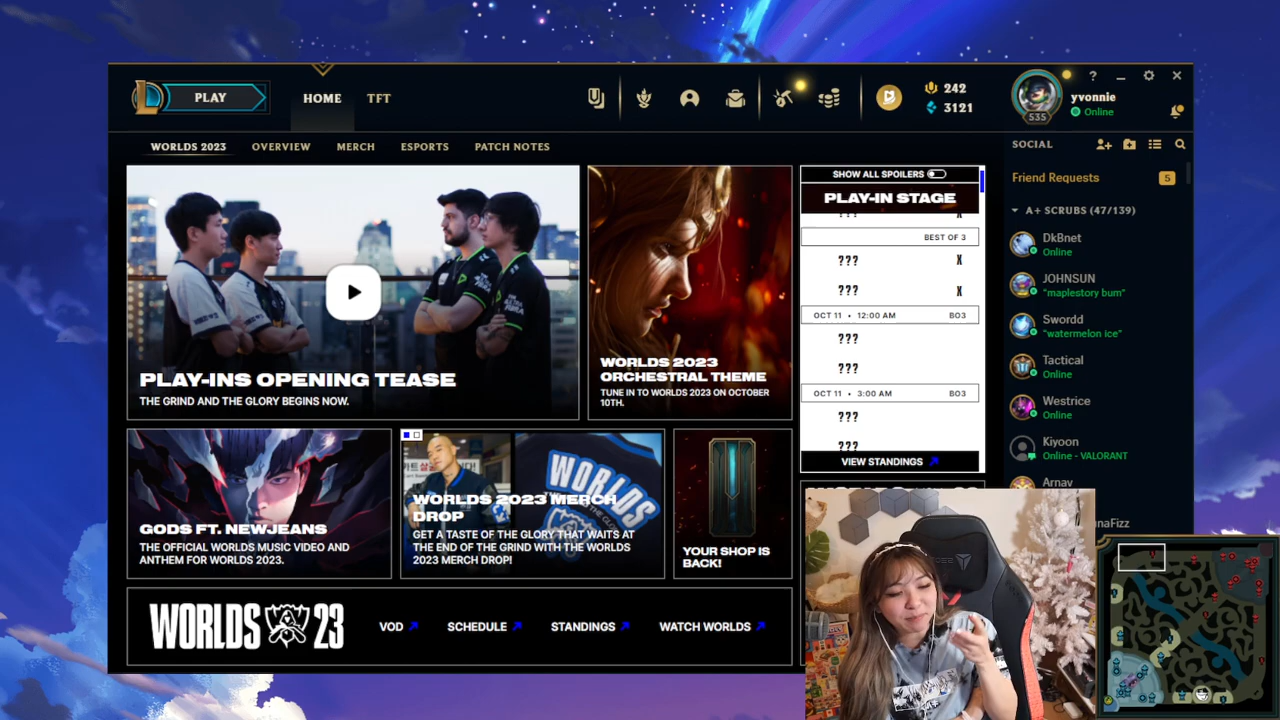 PLAY
HOME
TFT
242
3121
535
yvonnie
Online
?
WORLDS 2023
OVERVIEW
MERCH
ESPORTS
PATCH NOTES
SOCIAL
Friend Requests
5
A+ SCRUBS (47/139)
DkBnet
Online
JOHNSUN
"maplestory bum"
Swordd
"watermelon ice"
Tactical
Online
Westrice
Online
Kiyoon
Online - VALORANT
Arnav
naFizz
PLAY-INS OPENING TEASE
THE GRIND AND THE GLORY BEGINS NOW.
WORLDS 2023
ORCHESTRAL THEME
TUNE IN TO WORLDS 2023 ON OCTOBER
10TH.
SHOW ALL SPOILERS
PLAY-IN STAGE
??? X
BEST OF 3
??? X
??? X
OCT 11 • 12:00 AM BO3
???
???
OCT 11 • 3:00 AM BO3
???
???
VIEW STANDINGS
GODS FT. NEWJEANS
THE OFFICIAL WORLDS MUSIC VIDEO AND
ANTHEM FOR WORLDS 2023.
WORLDS
WORLDS 2023 MERCH
DROP
GET A TASTE OF THE GLORY THAT WAITS AT
THE END OF THE GRIND WITH THE WORLDS
2023 MERCH DROP!
YOUR SHOP IS
BACK!
WORLDS 23
VOD
SCHEDULE
STANDINGS
WATCH WORLDS